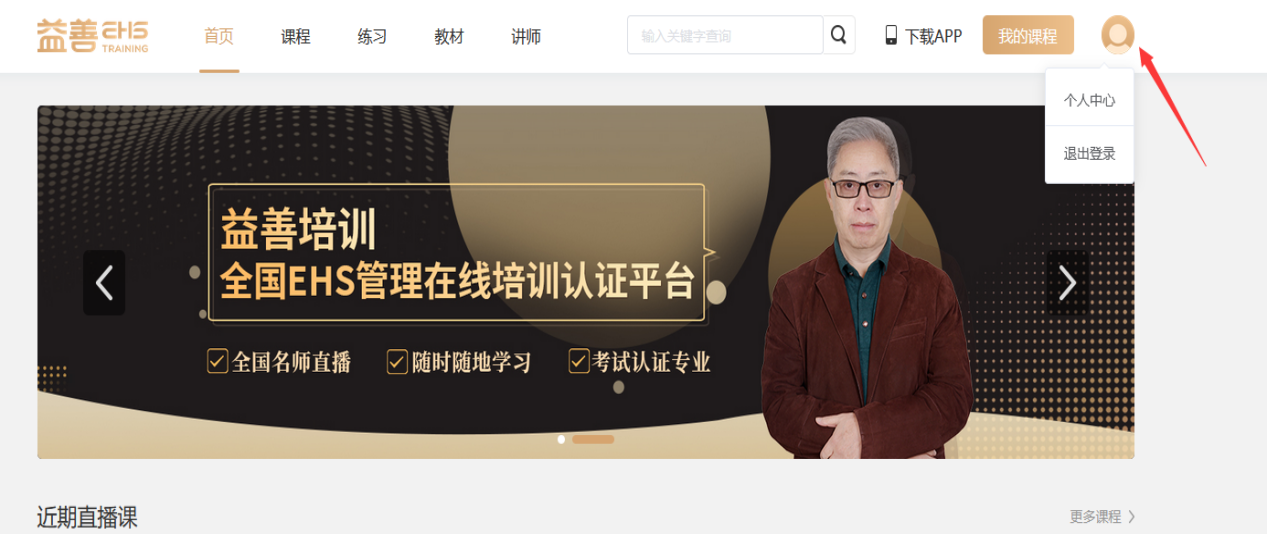 益善 EHS TRAINING
首页 课程 练习 教材 讲师
输入关键字查询
下载APP
我的课程
个人中心
退出登录
益善培训
全国EHS管理在线培训认证平台
全国名师直播 随时随地学习 考试认证专业
近期直播课
更多课程